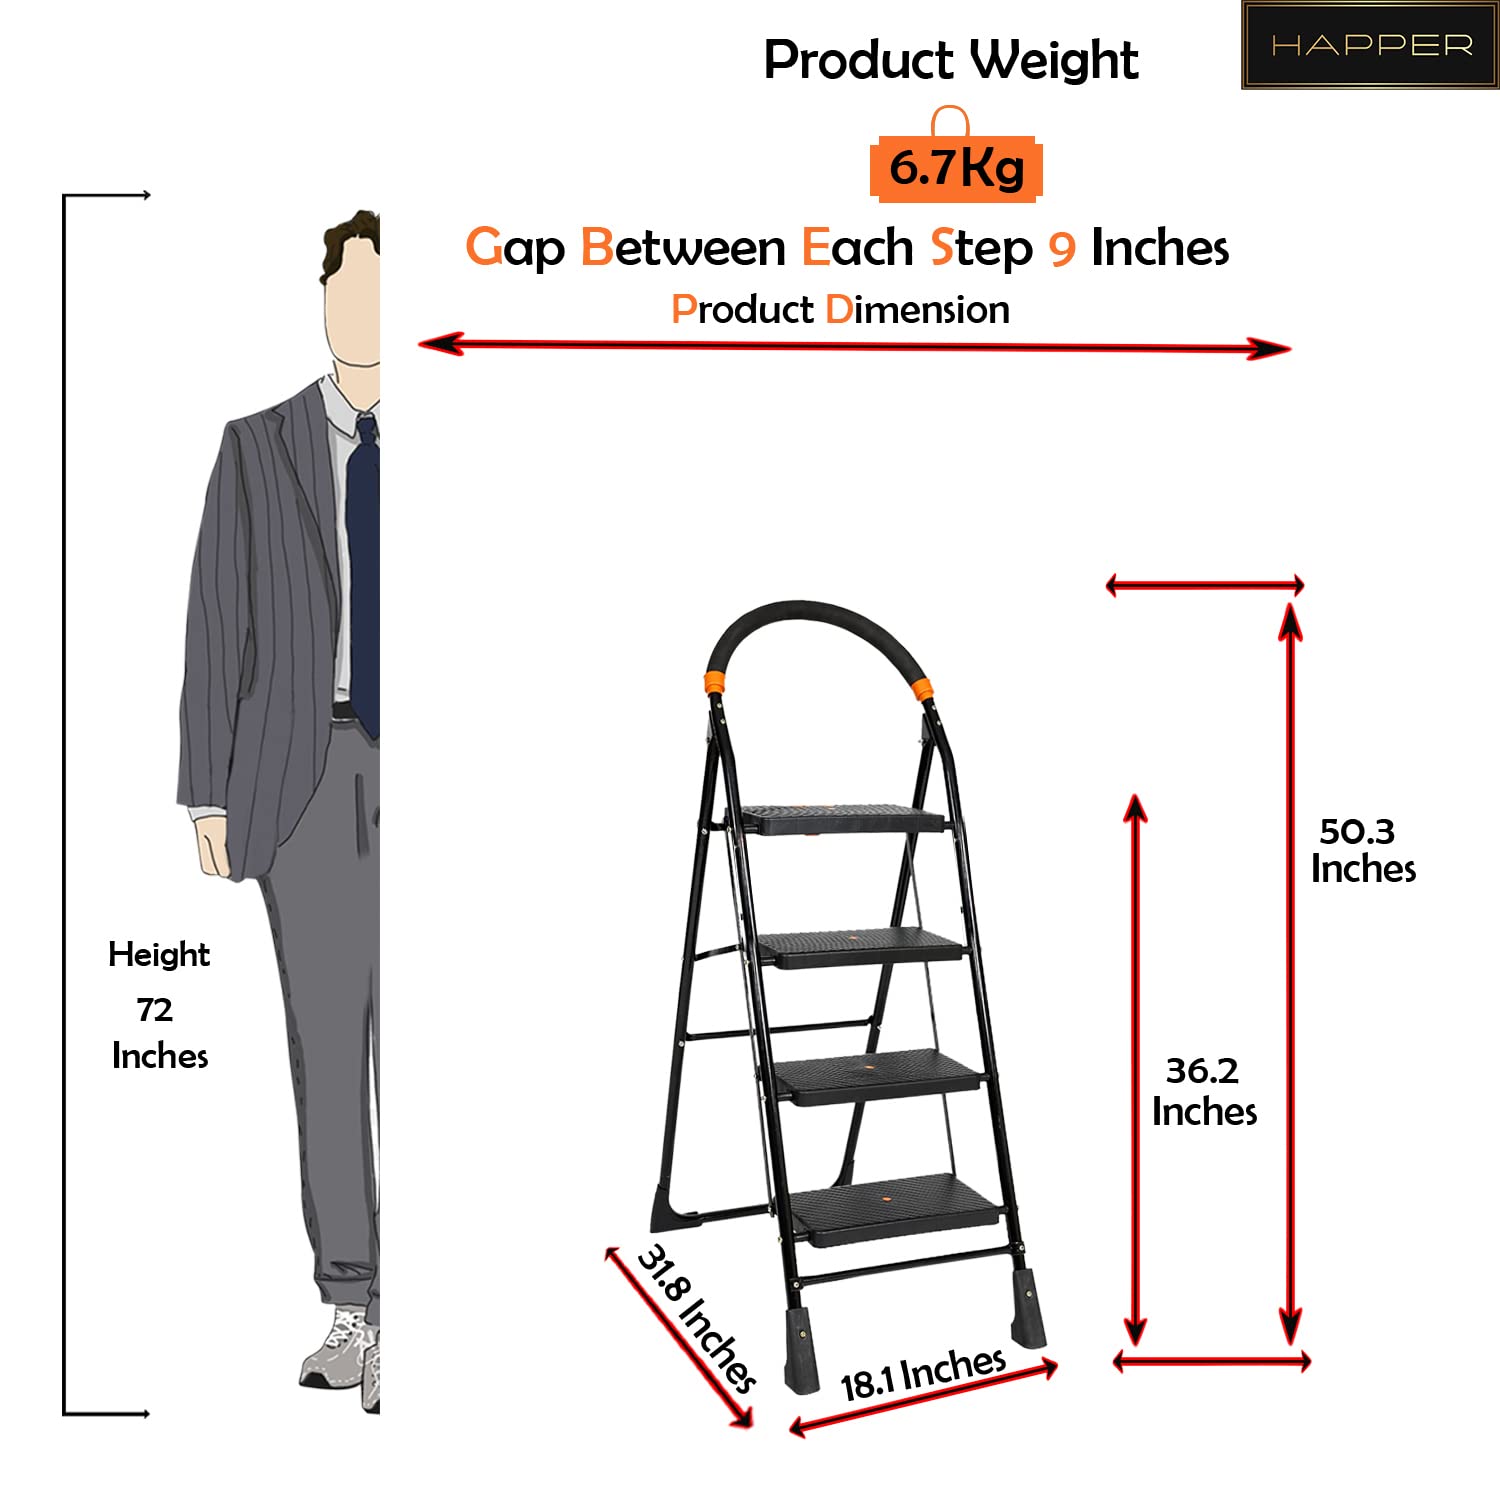 HAPPER
Product Weight
6.7Kg
Gap Between Each Step 9 Inches
Product Dimension
50.3
Inches
Height
72
Inches
36.2
Inches
31.8 Inches
18.1 Inches